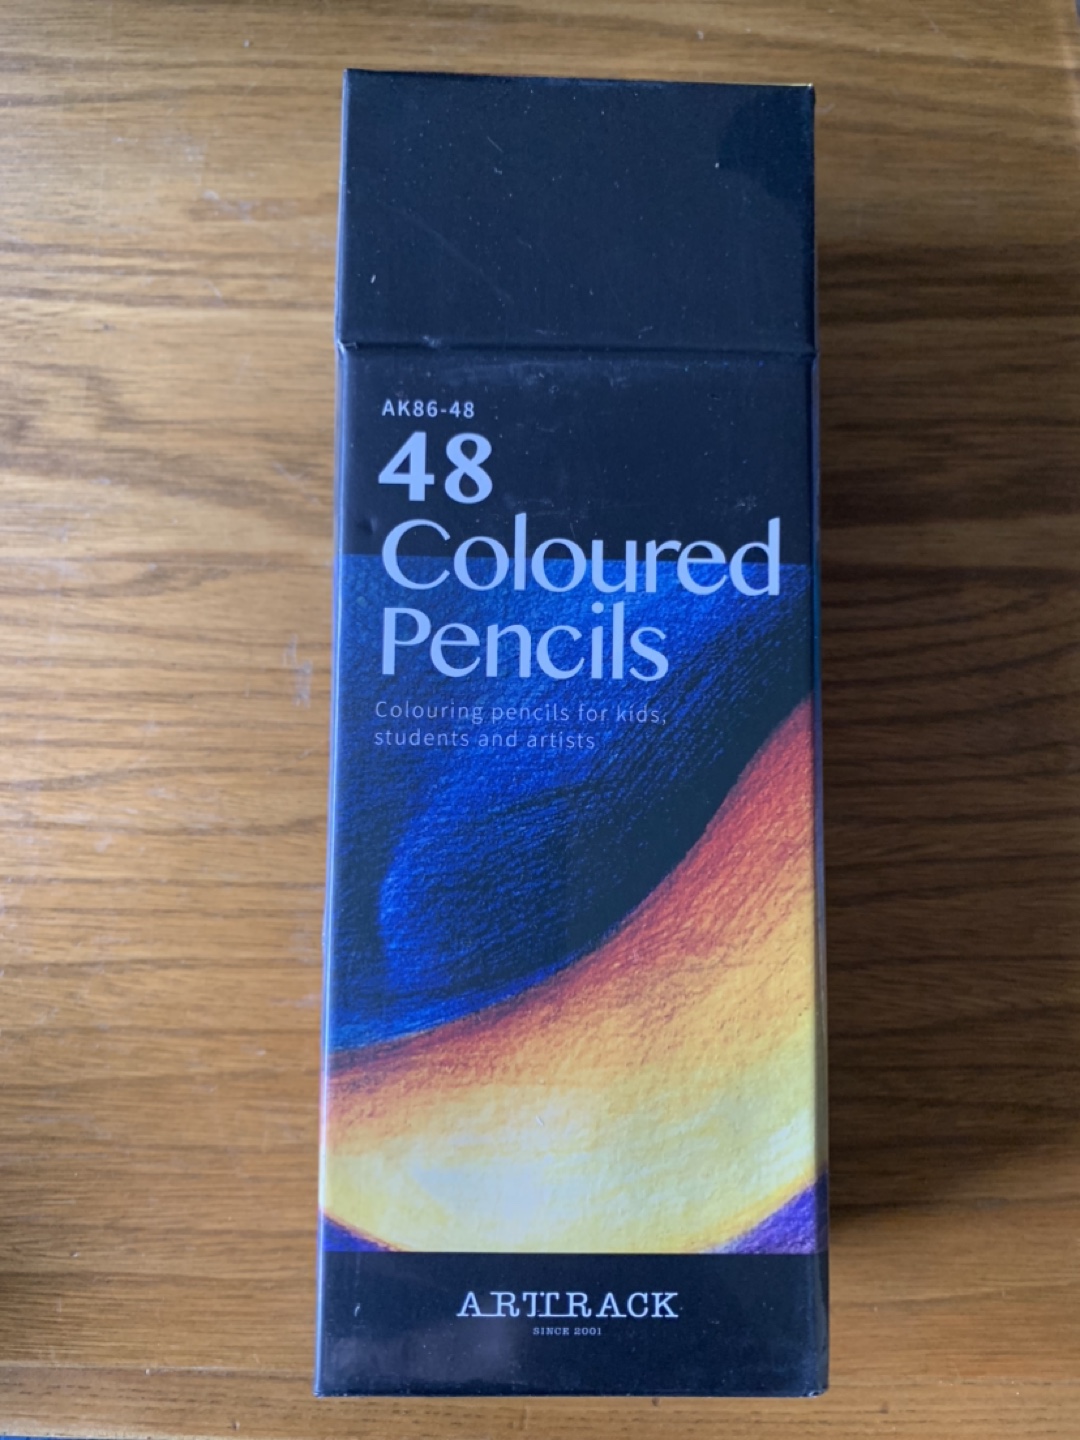 AK86-48
48
Coloured
Pencils
Colouring pencils for kids,
students and artists
ARTTRACK
SINCE 2001